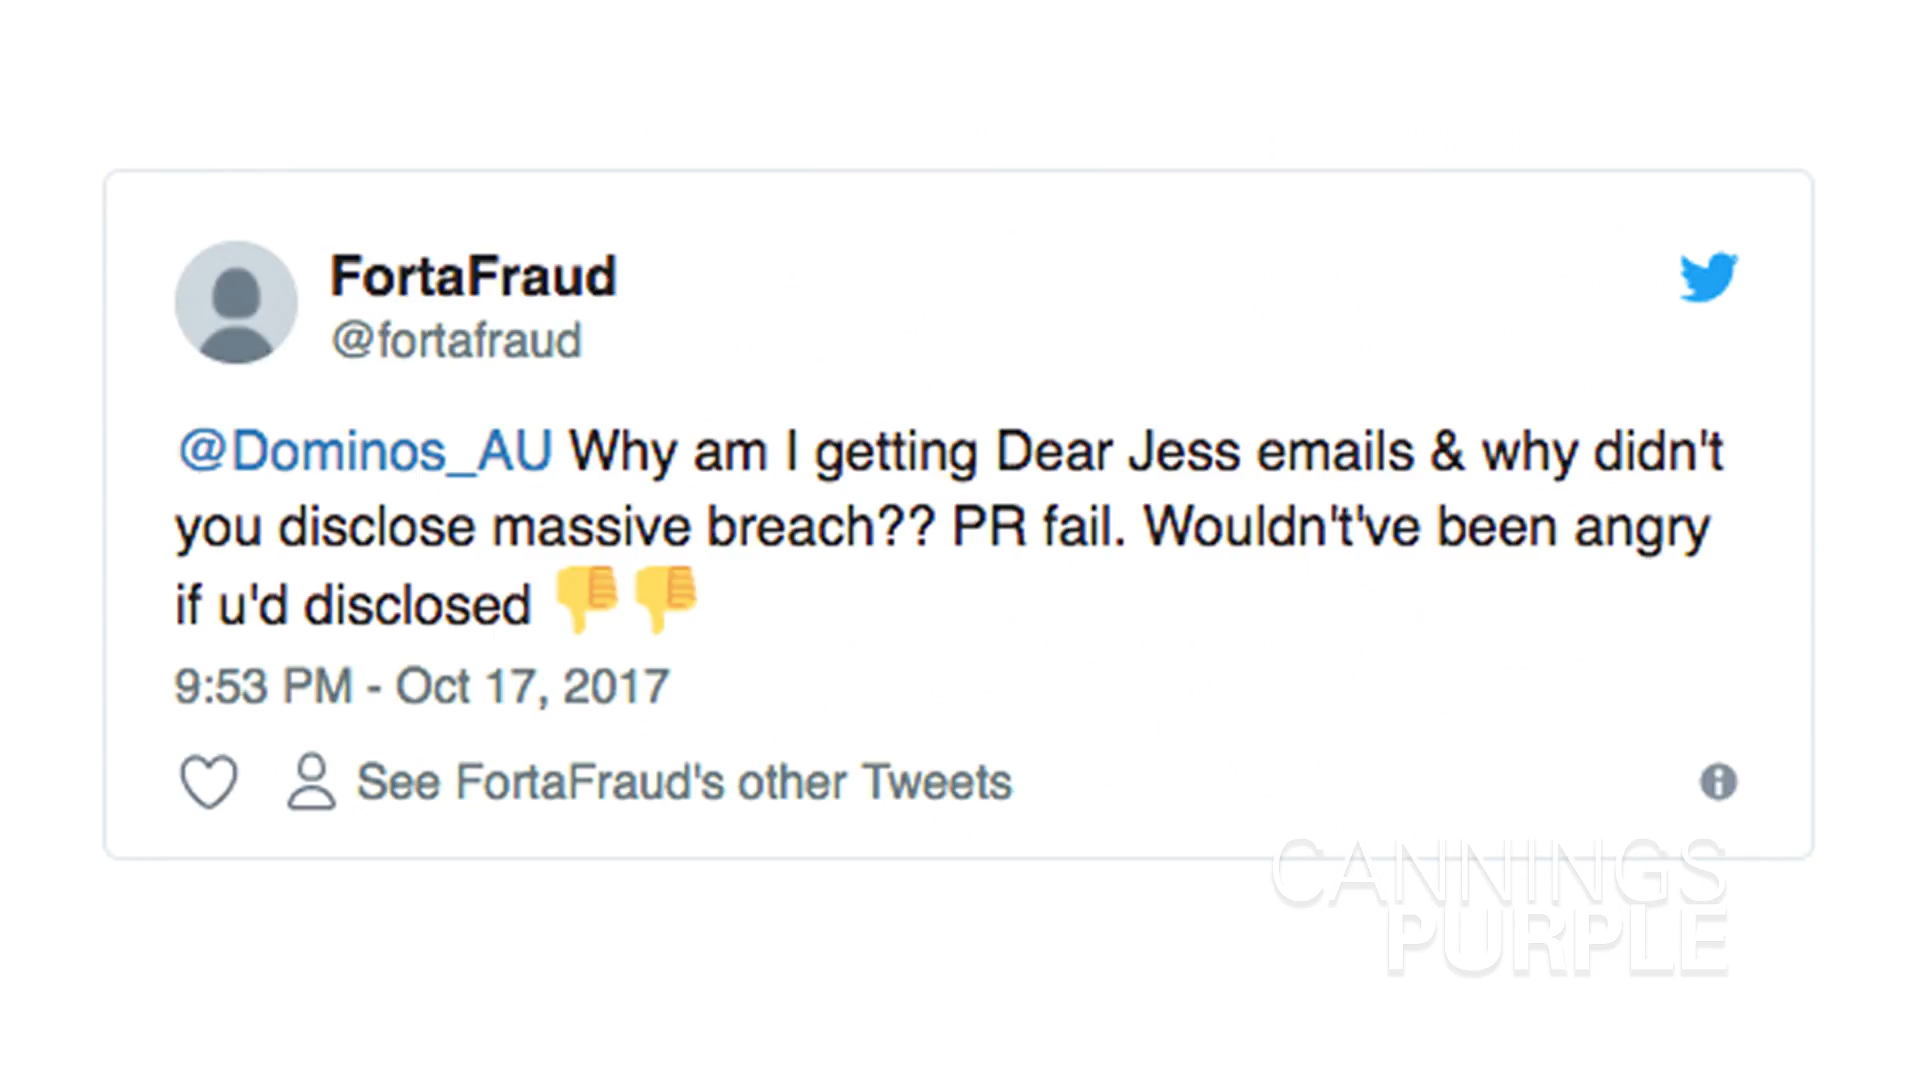 FortaFraud
@fortafraud
@Dominos_AU Why am I getting Dear Jess emails & why didn't
you disclose massive breach?? PR fail. Wouldn't've been angry
if u'd disclosed 👎👎
9:53 PM - Oct 17, 2017
See FortaFraud's other Tweets
CANNINGS
PURPLE